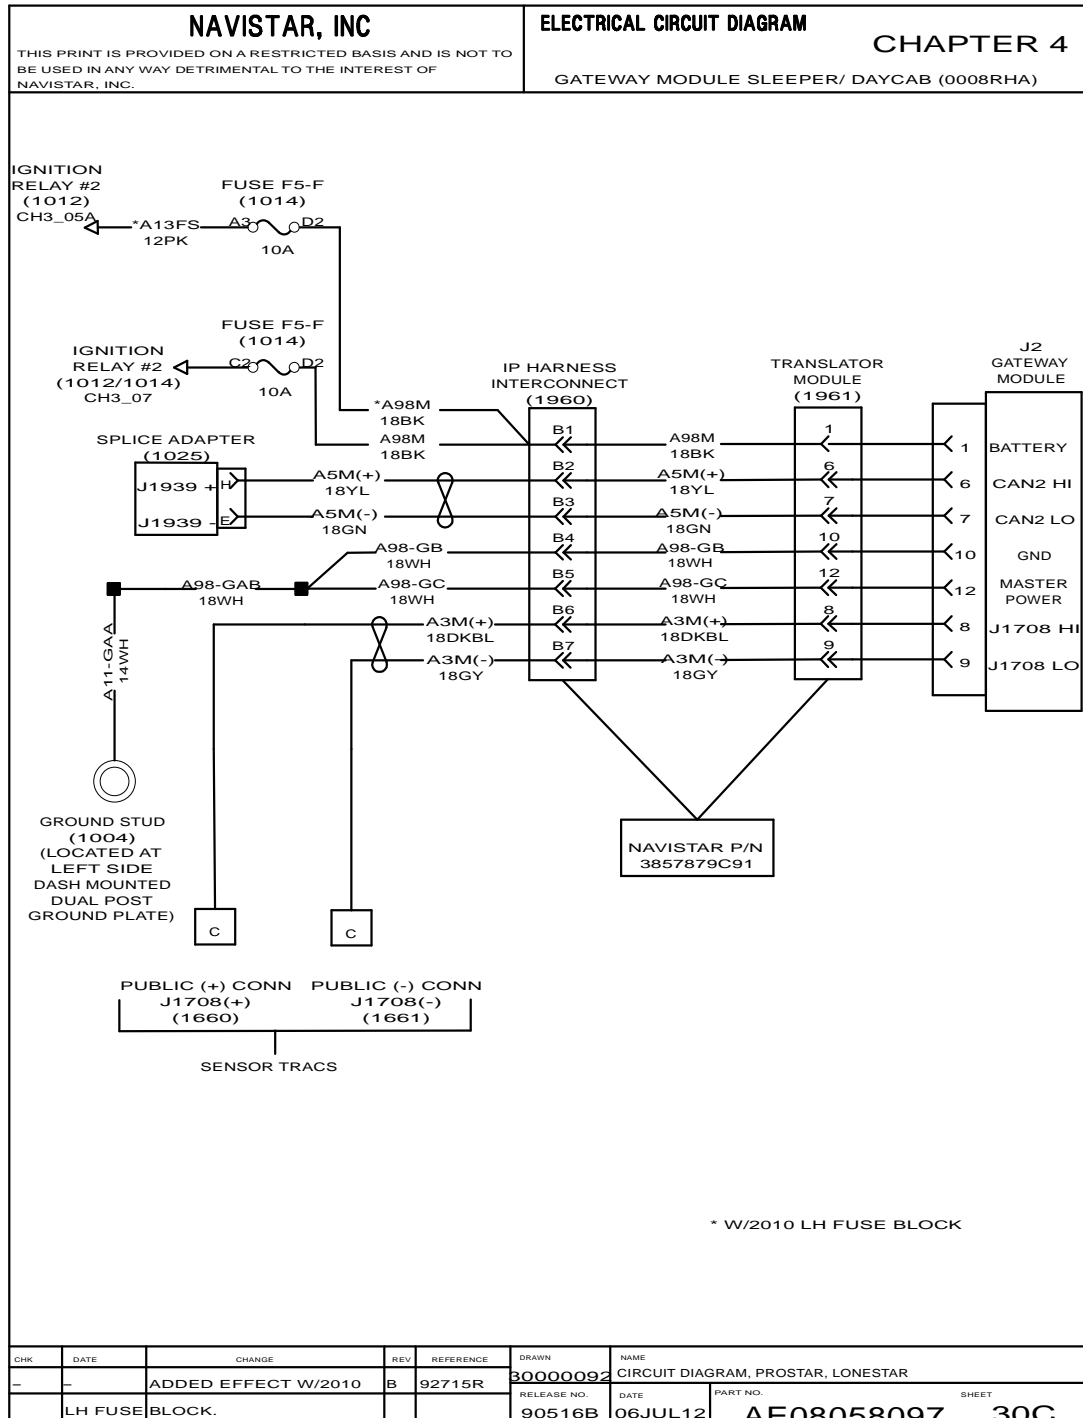 NAVISTAR, INC
THIS PRINT IS PROVIDED ON A RESTRICTED BASIS AND IS NOT TO
BE USED IN ANY WAY DETRIMENTAL TO THE INTEREST OF
NAVISTAR, INC.
ELECTRICAL CIRCUIT DIAGRAM
CHAPTER 4
GATEWAY MODULE SLEEPER/ DAYCAB (0008RHA)
IGNITION
RELAY #2
(1012)
CH3_05A
*A13FS
12PK
FUSE F5-F
(1014)
A3
D2
10A
FUSE F5-F
(1014)
C2
D2
10A
IGNITION
RELAY #2
(1012/1014)
CH3_07
*A98M
18BK
A98M
18BK
SPLICE ADAPTER
(1025)
J1939 +
H
J1939 -
E
A5M(+)
18YL
A5M(-)
18GN
A98-GB
18WH
A98-GAB
18WH
A98-GC
18WH
A3M(+)
18DKBL
A3M(-)
18GY
A11-GAA
14WH
IP HARNESS
INTERCONNECT
(1960)
B1
B2
B3
B4
B5
B6
B7
A98M
18BK
A5M(+)
18YL
A5M(-)
18GN
A98-GB
18WH
A98-GC
18WH
A3M(+)
18DKBL
A3M(-)
18GY
TRANSLATOR
MODULE
(1961)
1
6
7
10
12
8
9
J2
GATEWAY
MODULE
1 BATTERY
6 CAN2 HI
7 CAN2 LO
10 GND
12 MASTER
POWER
8 J1708 HI
9 J1708 LO
GROUND STUD
(1004)
(LOCATED AT
LEFT SIDE
DASH MOUNTED
DUAL POST
GROUND PLATE)
NAVISTAR P/N
3857879C91
C
C
PUBLIC (+) CONN
J1708(+)
(1660)
PUBLIC (-) CONN
J1708(-)
(1661)
SENSOR TRACS
* W/2010 LH FUSE BLOCK
CHK DATE CHANGE REV REFERENCE
– – ADDED EFFECT W/2010 B 92715R
LH FUSE BLOCK.
DRAWN
30000092
NAME
CIRCUIT DIAGRAM, PROSTAR, LONESTAR
RELEASE NO.
90516B
DATE
06JUL12
PART NO.
AE08058097
SHEET
30C